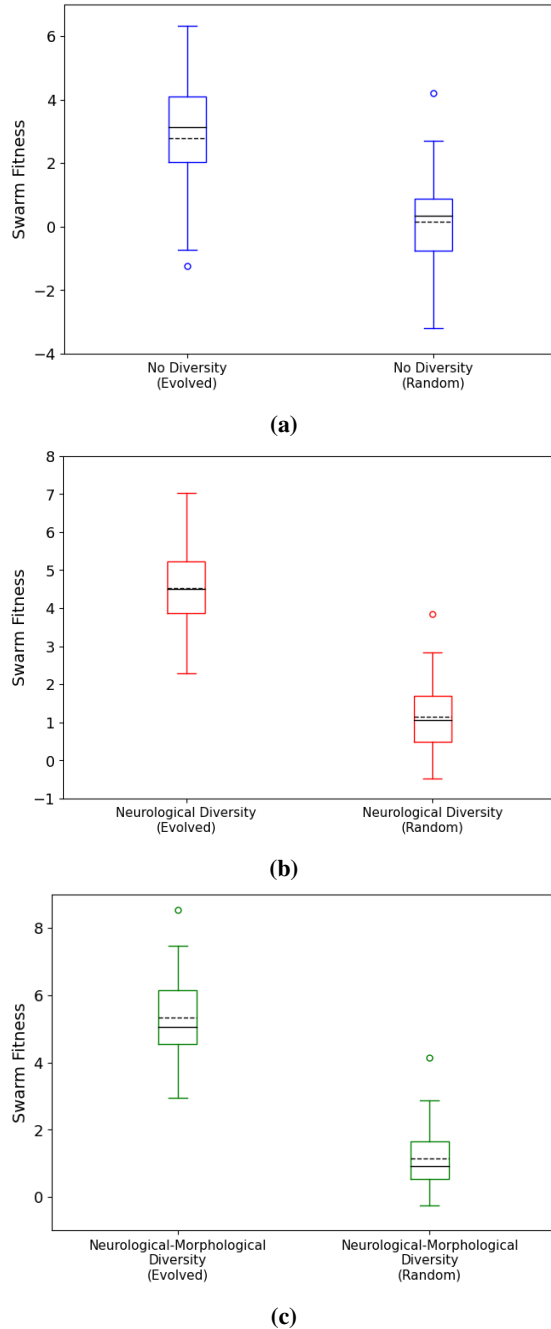 6
4
2
0
−2
−4
Swarm Fitness
No Diversity
(Evolved)
No Diversity
(Random)
(a)
8
7
6
5
4
3
2
1
0
−1
Swarm Fitness
Neurological Diversity
(Evolved)
Neurological Diversity
(Random)
(b)
8
6
4
2
0
Swarm Fitness
Neurological-Morphological
Diversity
(Evolved)
Neurological-Morphological
Diversity
(Random)
(c)